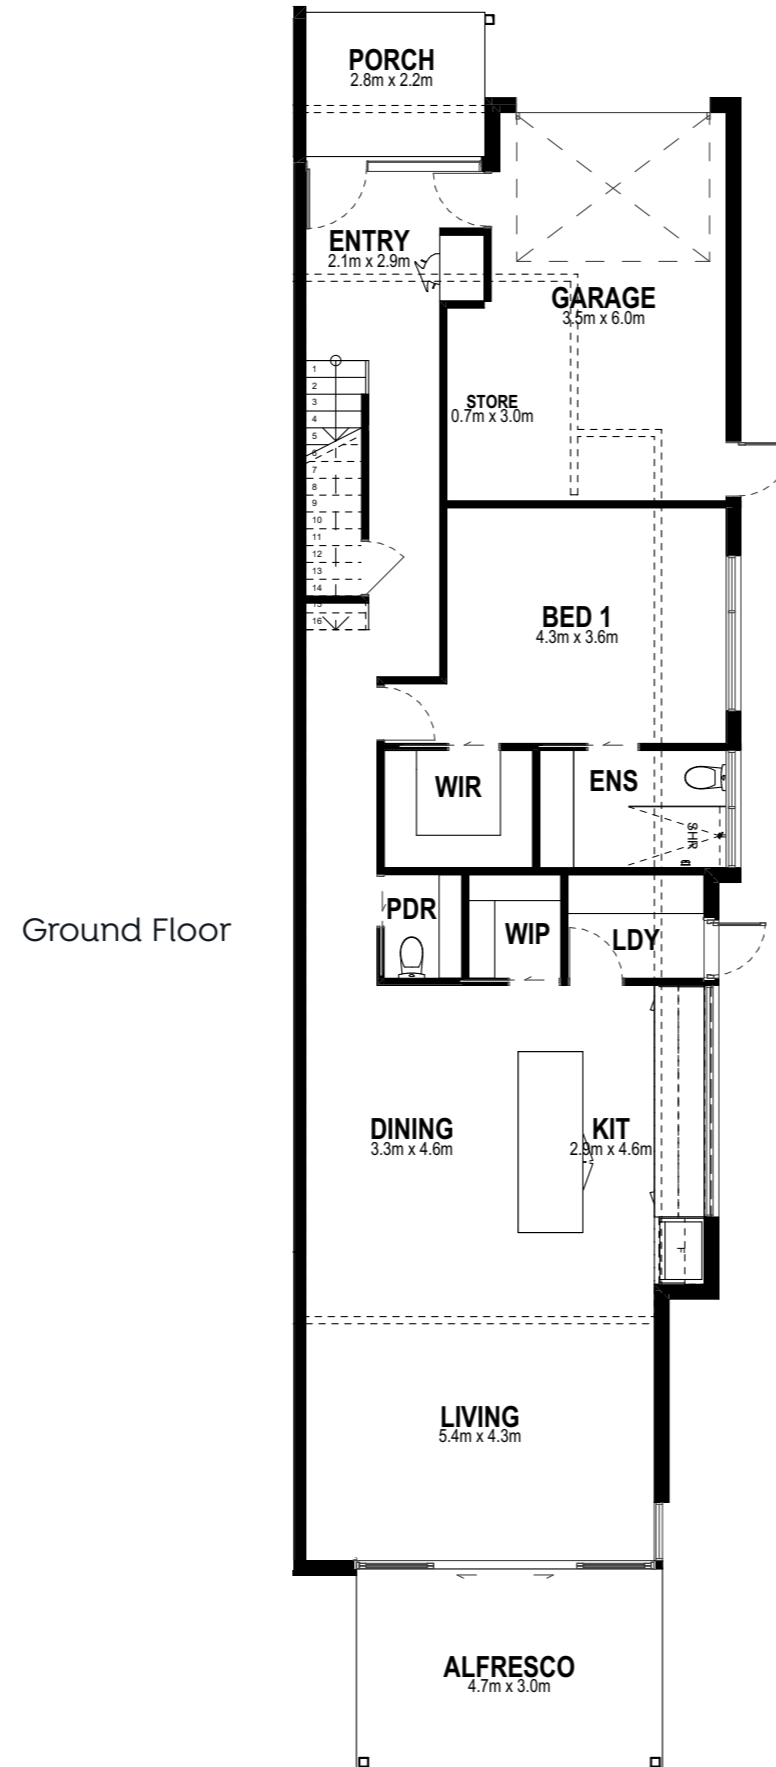 PORCH
2.8m x 2.2m
ENTRY
2.1m x 2.9m
GARAGE
3.5m x 6.0m
1
2
3
4
5
6
7
8
9
10
11
12
13
14
15
16
STORE
0.7m x 3.0m
BED 1
4.3m x 3.6m
WIR
ENS
SHR
PDR
WIP
LDY
Ground Floor
DINING
3.3m x 4.6m
KIT
2.9m x 4.6m
F
LIVING
5.4m x 4.3m
ALFRESCO
4.7m x 3.0m